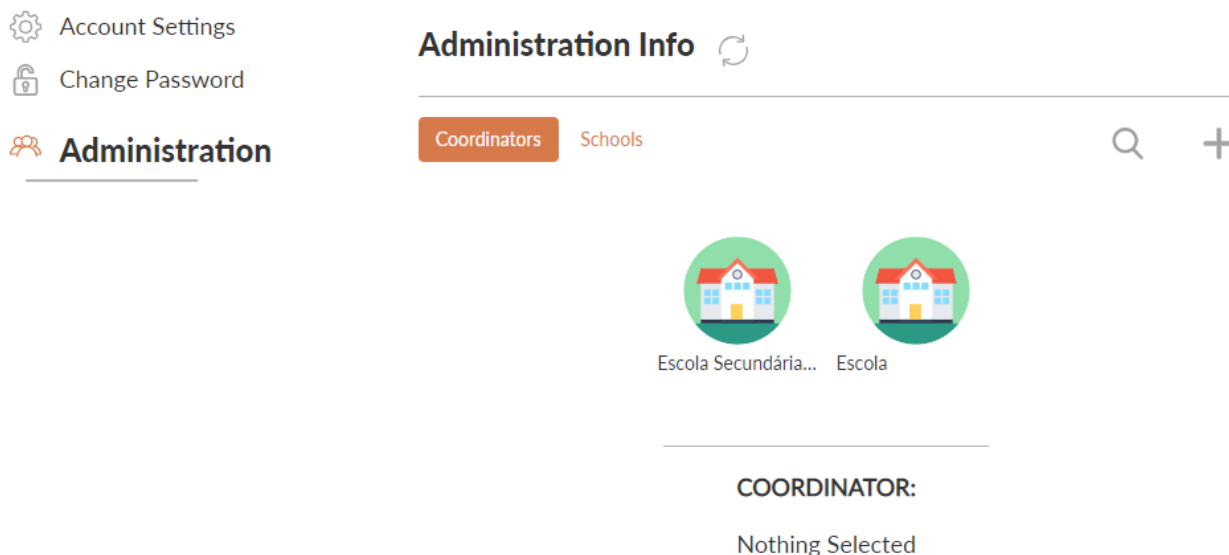 Account Settings
Change Password
Administration
Administration Info
Coordinators
Schools
Escola Secundária...
Escola
COORDINATOR:
Nothing Selected